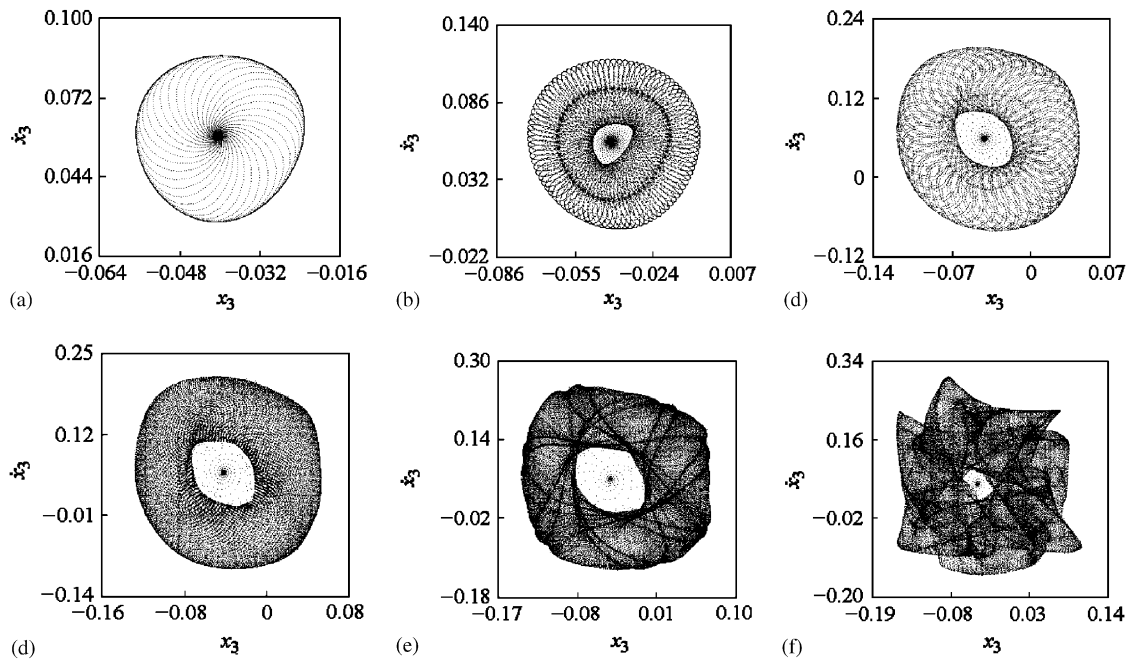 0.100
0.072
0.044
0.016
ẋ₃
−0.064 −0.048 −0.032 −0.016
x₃
(a)
0.140
0.086
0.032
−0.022
ẋ₃
−0.086 −0.055 −0.024 0.007
x₃
(b)
0.24
0.12
0
−0.12
ẋ₃
−0.14 −0.07 0 0.07
x₃
(d)
0.25
0.12
−0.01
−0.14
ẋ₃
−0.16 −0.08 0 0.08
x₃
(d)
0.30
0.14
−0.02
−0.18
ẋ₃
−0.17 −0.08 0.01 0.10
x₃
(e)
0.34
0.16
−0.02
−0.20
ẋ₃
−0.19 −0.08 0.03 0.14
x₃
(f)